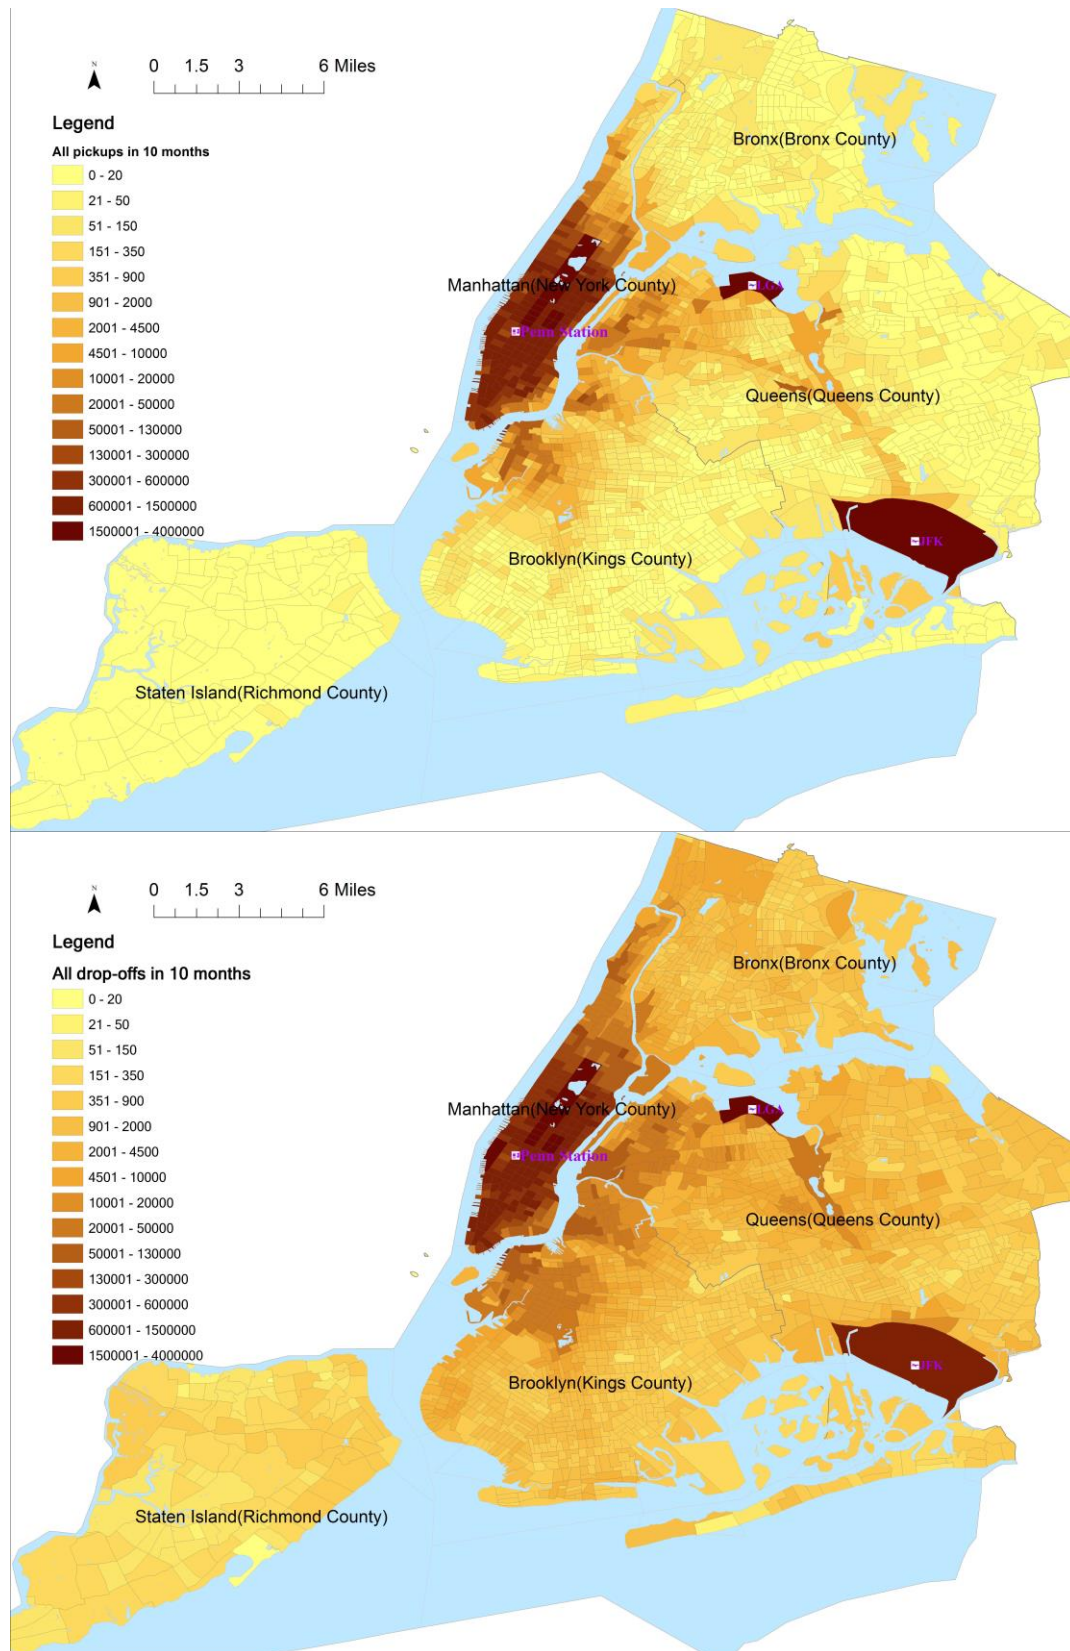 N
0 1.5 3 6 Miles
Legend
All pickups in 10 months
0 - 20
21 - 50
51 - 150
151 - 350
351 - 900
901 - 2000
2001 - 4500
4501 - 10000
10001 - 20000
20001 - 50000
50001 - 130000
130001 - 300000
300001 - 600000
600001 - 1500000
1500001 - 4000000
Bronx(Bronx County)
Manhattan(New York County)
LGA
Penn Station
Queens(Queens County)
JFK
Brooklyn(Kings County)
Staten Island(Richmond County)
N
0 1.5 3 6 Miles
Legend
All drop-offs in 10 months
0 - 20
21 - 50
51 - 150
151 - 350
351 - 900
901 - 2000
2001 - 4500
4501 - 10000
10001 - 20000
20001 - 50000
50001 - 130000
130001 - 300000
300001 - 600000
600001 - 1500000
1500001 - 4000000
Bronx(Bronx County)
Manhattan(New York County)
LGA
Penn Station
Queens(Queens County)
JFK
Brooklyn(Kings County)
Staten Island(Richmond County)